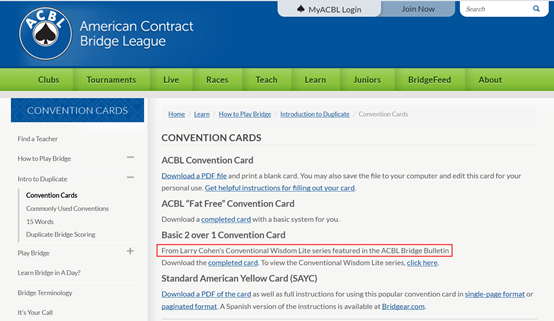 ACBL
American Contract
Bridge League
MyACBL Login
Join Now
Search
Clubs
Tournaments
Live
Races
Teach
Learn
Juniors
BridgeFeed
About
CONVENTION CARDS
Find a Teacher
How to Play Bridge
Intro to Duplicate
Convention Cards
Commonly Used Conventions
15 Words
Duplicate Bridge Scoring
Play Bridge
Learn Bridge in A Day?
Bridge Terminology
It's Your Call
Home / Learn / How to Play Bridge / Introduction to Duplicate / Convention Cards
CONVENTION CARDS
ACBL Convention Card
Download a PDF file and print a blank card. You may also save the file to your computer and edit this card for your
personal use. Get helpful instructions for filling out your card.
ACBL "Fat Free" Convention Card
Download a completed card with a basic system for you.
Basic 2 over 1 Convention Card
From Larry Cohen's Conventional Wisdom Lite series featured in the ACBL Bridge Bulletin
Download the completed card. To view the Conventional Wisdom Lite series, click here.
Standard American Yellow Card (SAYC)
Download a PDF of the card as well as full instructions for using this popular convention card in single-page format or
paginated format. A Spanish version of the instructions is available at Bridgear.com.